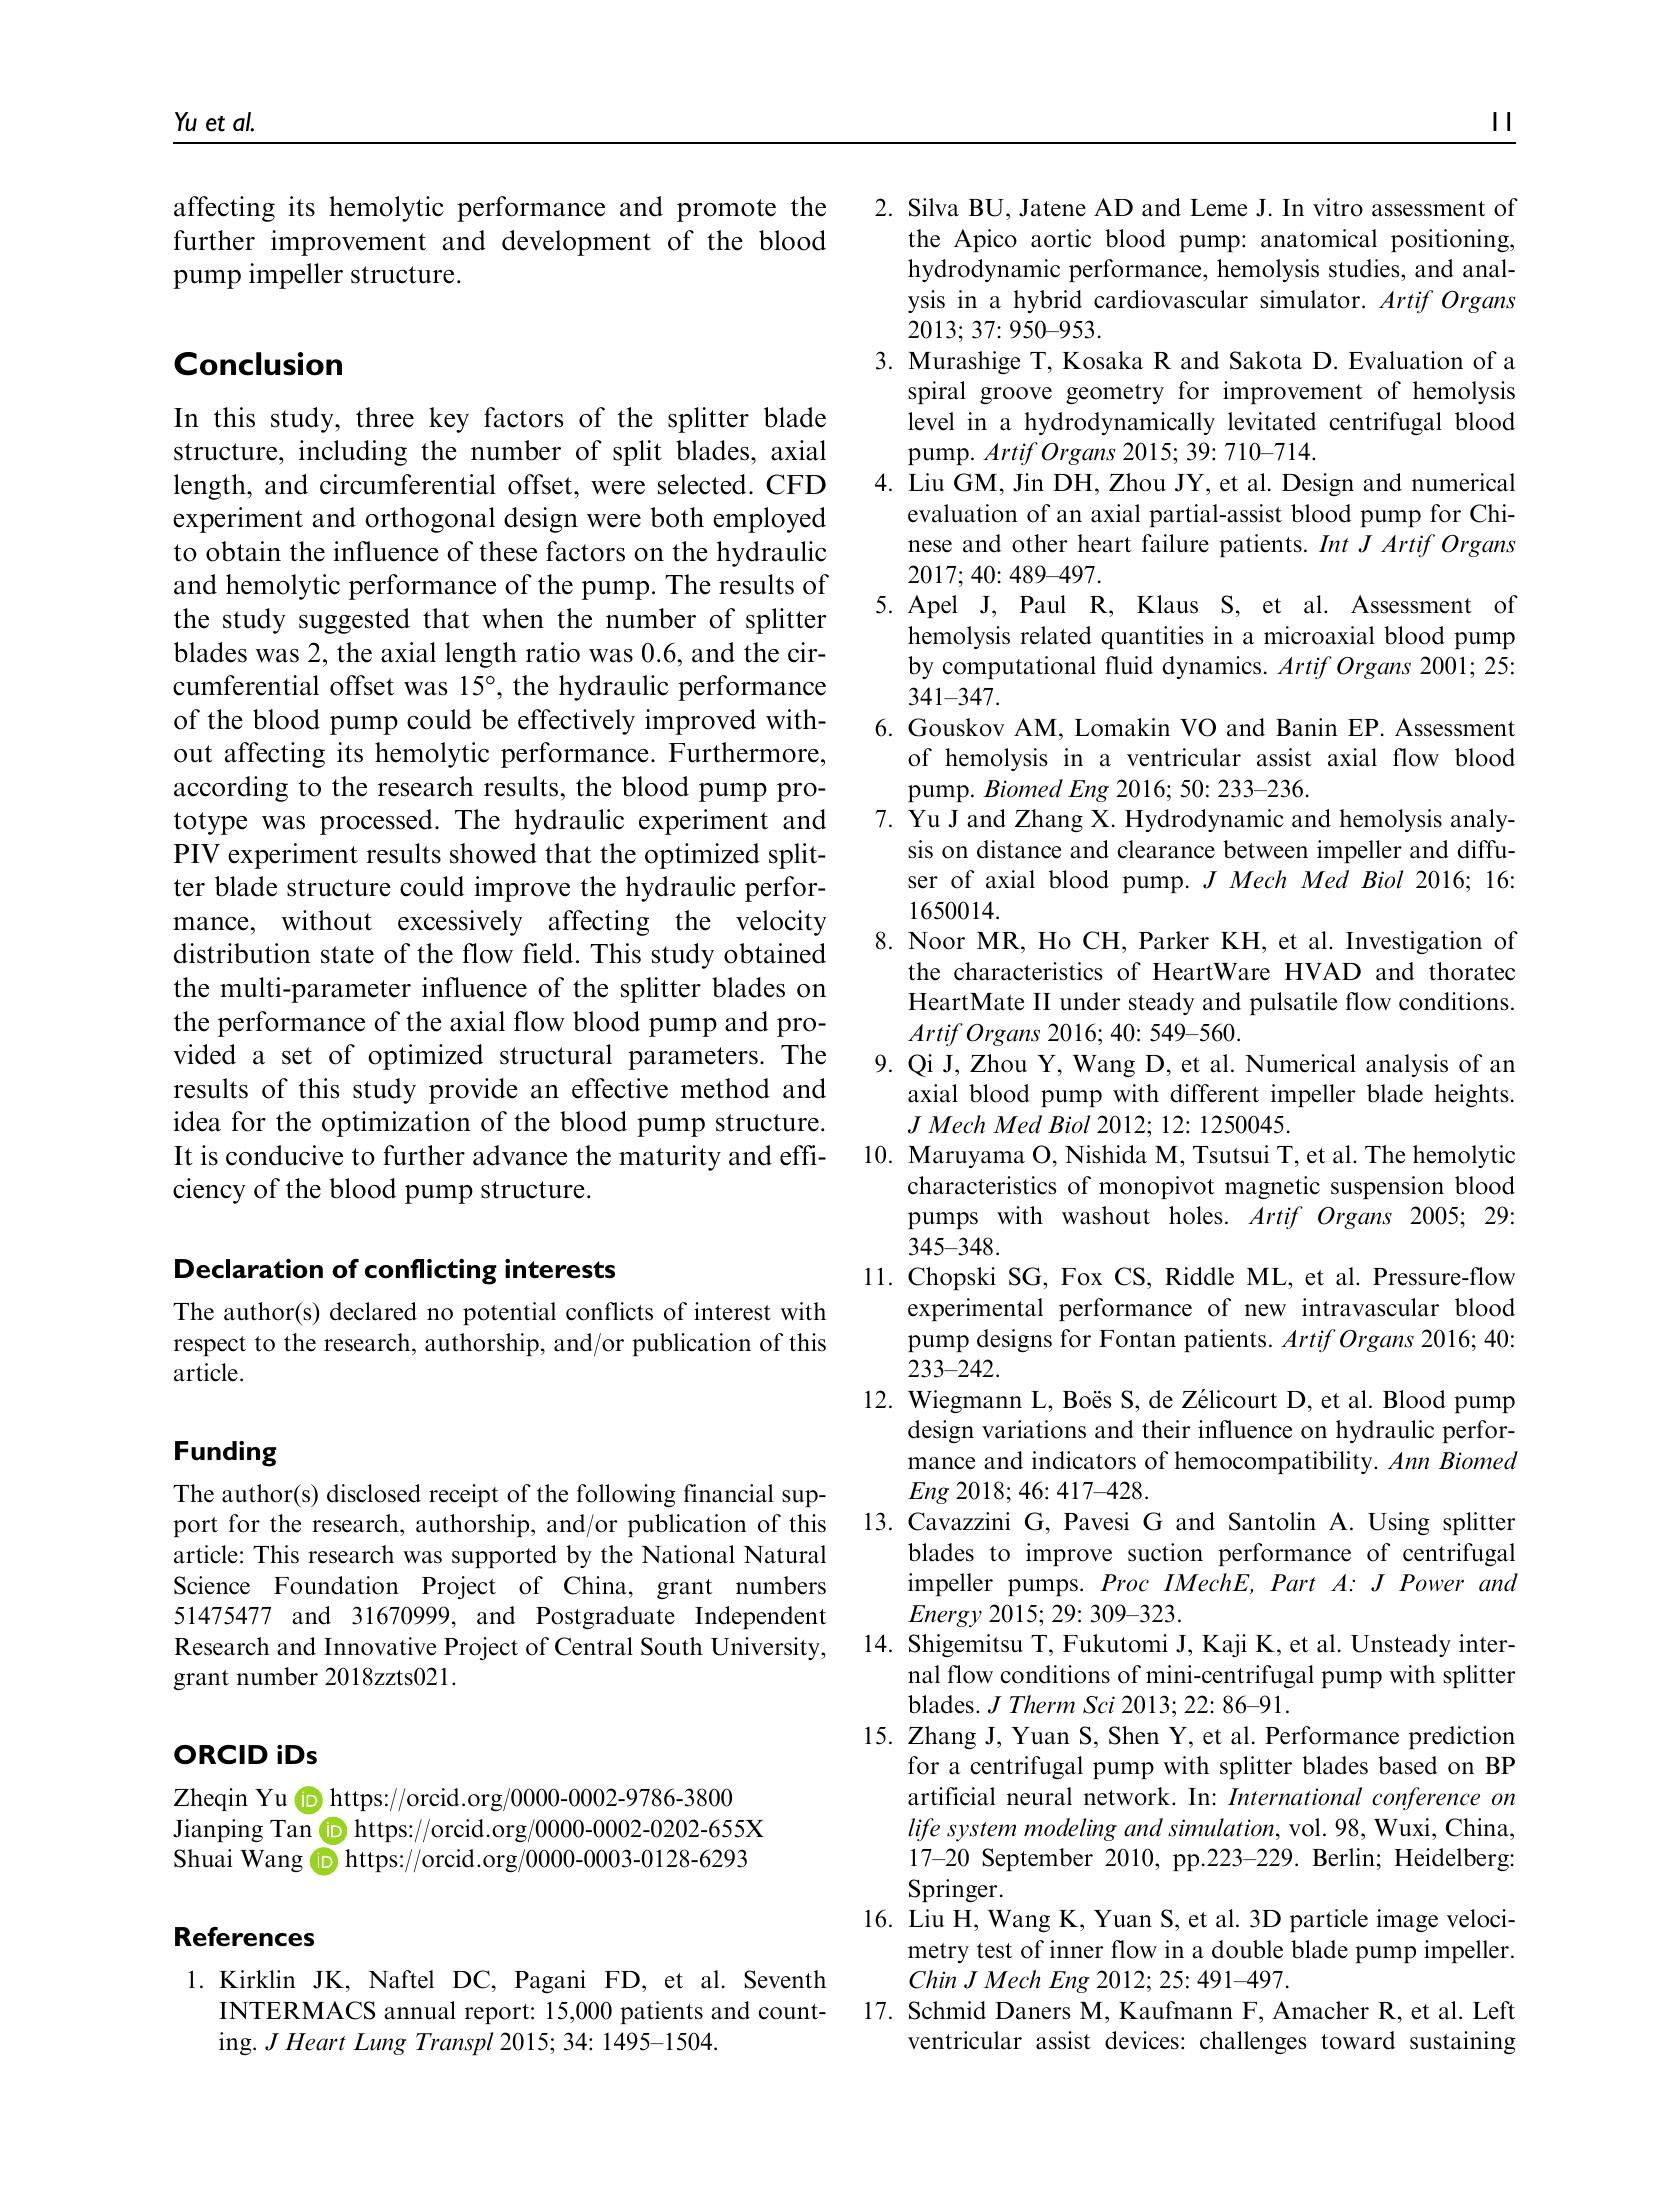 Yu et al.
11
affecting its hemolytic performance and promote the
further improvement and development of the blood
pump impeller structure.
Conclusion
In this study, three key factors of the splitter blade
structure, including the number of split blades, axial
length, and circumferential offset, were selected. CFD
experiment and orthogonal design were both employed
to obtain the influence of these factors on the hydraulic
and hemolytic performance of the pump. The results of
the study suggested that when the number of splitter
blades was 2, the axial length ratio was 0.6, and the cir-
cumferential offset was 15°, the hydraulic performance
of the blood pump could be effectively improved with-
out affecting its hemolytic performance. Furthermore,
according to the research results, the blood pump pro-
totype was processed. The hydraulic experiment and
PIV experiment results showed that the optimized split-
ter blade structure could improve the hydraulic perfor-
mance, without excessively affecting the velocity
distribution state of the flow field. This study obtained
the multi-parameter influence of the splitter blades on
the performance of the axial flow blood pump and pro-
vided a set of optimized structural parameters. The
results of this study provide an effective method and
idea for the optimization of the blood pump structure.
It is conducive to further advance the maturity and effi-
ciency of the blood pump structure.
Declaration of conflicting interests
The author(s) declared no potential conflicts of interest with
respect to the research, authorship, and/or publication of this
article.
Funding
The author(s) disclosed receipt of the following financial sup-
port for the research, authorship, and/or publication of this
article: This research was supported by the National Natural
Science Foundation Project of China, grant numbers
51475477 and 31670999, and Postgraduate Independent
Research and Innovative Project of Central South University,
grant number 2018zzts021.
ORCID iDs
Zheqin Yu iD https://orcid.org/0000-0002-9786-3800
Jianping Tan iD https://orcid.org/0000-0002-0202-655X
Shuai Wang iD https://orcid.org/0000-0003-0128-6293
References
1. Kirklin JK, Naftel DC, Pagani FD, et al. Seventh
INTERMACS annual report: 15,000 patients and count-
ing. J Heart Lung Transpl 2015; 34: 1495–1504.
2. Silva BU, Jatene AD and Leme J. In vitro assessment of
the Apico aortic blood pump: anatomical positioning,
hydrodynamic performance, hemolysis studies, and anal-
ysis in a hybrid cardiovascular simulator. Artif Organs
2013; 37: 950–953.
3. Murashige T, Kosaka R and Sakota D. Evaluation of a
spiral groove geometry for improvement of hemolysis
level in a hydrodynamically levitated centrifugal blood
pump. Artif Organs 2015; 39: 710–714.
4. Liu GM, Jin DH, Zhou JY, et al. Design and numerical
evaluation of an axial partial-assist blood pump for Chi-
nese and other heart failure patients. Int J Artif Organs
2017; 40: 489–497.
5. Apel J, Paul R, Klaus S, et al. Assessment of
hemolysis related quantities in a microaxial blood pump
by computational fluid dynamics. Artif Organs 2001; 25:
341–347.
6. Gouskov AM, Lomakin VO and Banin EP. Assessment
of hemolysis in a ventricular assist axial flow blood
pump. Biomed Eng 2016; 50: 233–236.
7. Yu J and Zhang X. Hydrodynamic and hemolysis analy-
sis on distance and clearance between impeller and diffu-
ser of axial blood pump. J Mech Med Biol 2016; 16:
1650014.
8. Noor MR, Ho CH, Parker KH, et al. Investigation of
the characteristics of HeartWare HVAD and thoratec
HeartMate II under steady and pulsatile flow conditions.
Artif Organs 2016; 40: 549–560.
9. Qi J, Zhou Y, Wang D, et al. Numerical analysis of an
axial blood pump with different impeller blade heights.
J Mech Med Biol 2012; 12: 1250045.
10. Maruyama O, Nishida M, Tsutsui T, et al. The hemolytic
characteristics of monopivot magnetic suspension blood
pumps with washout holes. Artif Organs 2005; 29:
345–348.
11. Chopski SG, Fox CS, Riddle ML, et al. Pressure-flow
experimental performance of new intravascular blood
pump designs for Fontan patients. Artif Organs 2016; 40:
233–242.
12. Wiegmann L, Boës S, de Zélicourt D, et al. Blood pump
design variations and their influence on hydraulic perfor-
mance and indicators of hemocompatibility. Ann Biomed
Eng 2018; 46: 417–428.
13. Cavazzini G, Pavesi G and Santolin A. Using splitter
blades to improve suction performance of centrifugal
impeller pumps. Proc IMechE, Part A: J Power and
Energy 2015; 29: 309–323.
14. Shigemitsu T, Fukutomi J, Kaji K, et al. Unsteady inter-
nal flow conditions of mini-centrifugal pump with splitter
blades. J Therm Sci 2013; 22: 86–91.
15. Zhang J, Yuan S, Shen Y, et al. Performance prediction
for a centrifugal pump with splitter blades based on BP
artificial neural network. In: International conference on
life system modeling and simulation, vol. 98, Wuxi, China,
17–20 September 2010, pp.223–229. Berlin; Heidelberg:
Springer.
16. Liu H, Wang K, Yuan S, et al. 3D particle image veloci-
metry test of inner flow in a double blade pump impeller.
Chin J Mech Eng 2012; 25: 491–497.
17. Schmid Daners M, Kaufmann F, Amacher R, et al. Left
ventricular assist devices: challenges toward sustaining